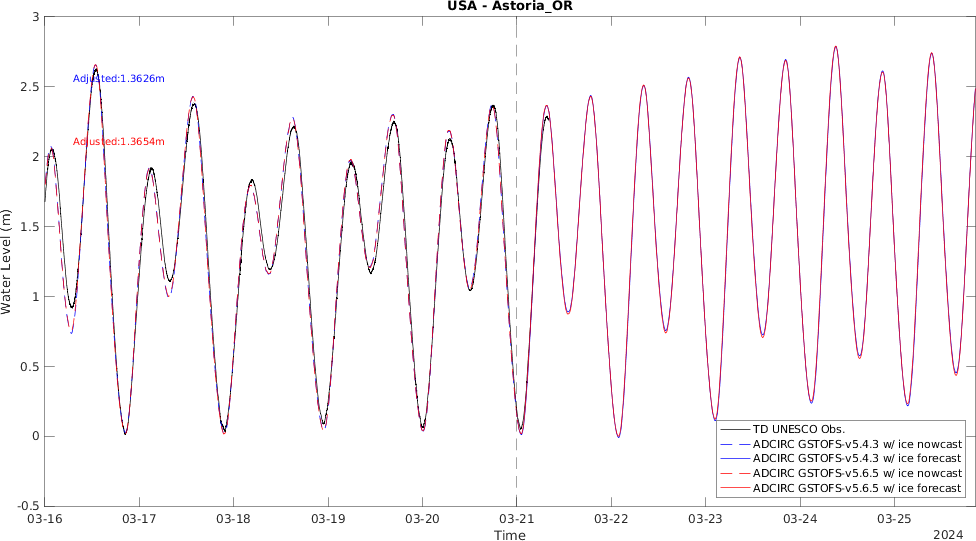 USA - Astoria_OR
3
2.5
2
1.5
1
0.5
0
-0.5
Water Level (m)
Adjusted:1.3626m
Adjusted:1.3654m
TD UNESCO Obs.
ADCIRC GSTOFS-v5.4.3 w/ ice nowcast
ADCIRC GSTOFS-v5.4.3 w/ ice forecast
ADCIRC GSTOFS-v5.6.5 w/ ice nowcast
ADCIRC GSTOFS-v5.6.5 w/ ice forecast
03-16 03-17 03-18 03-19 03-20 03-21 03-22 03-23 03-24 03-25
Time
2024